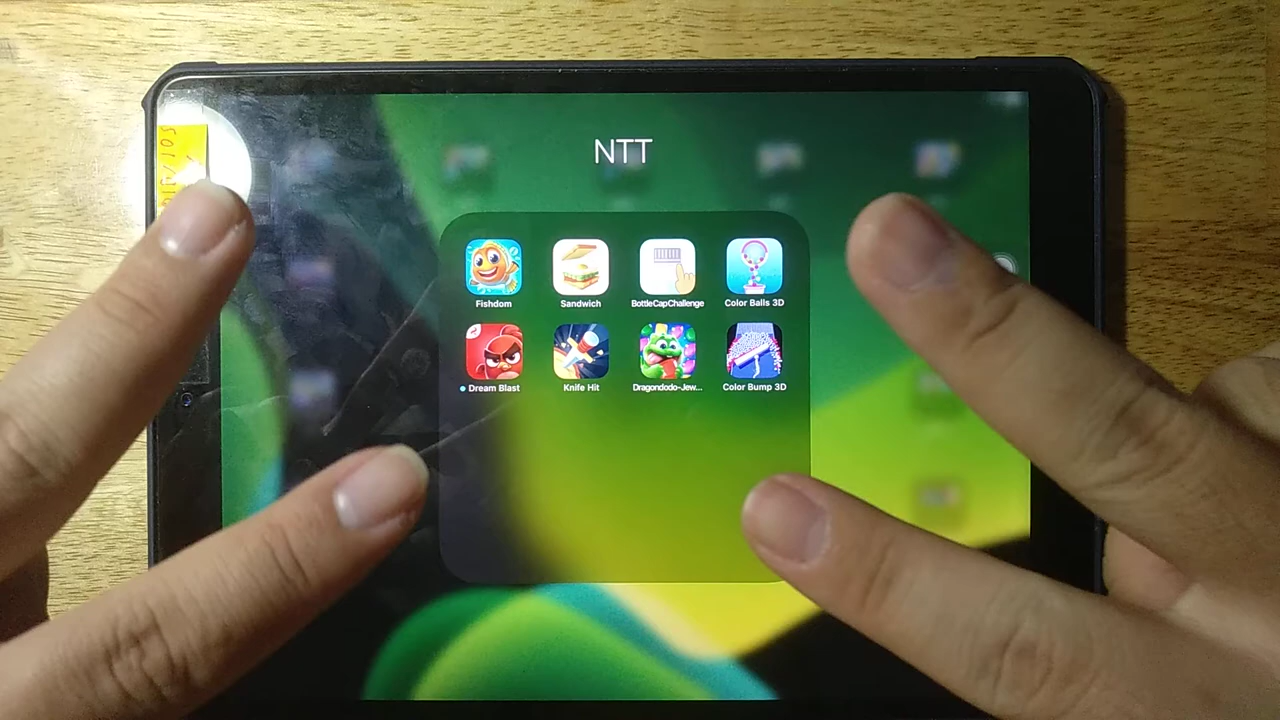 NTT
Fishdom
Sandwich
BottleCapChallenge
Color Balls 3D
Dream Blast
Knife Hit
Dragondodo-Jew...
Color Bump 3D